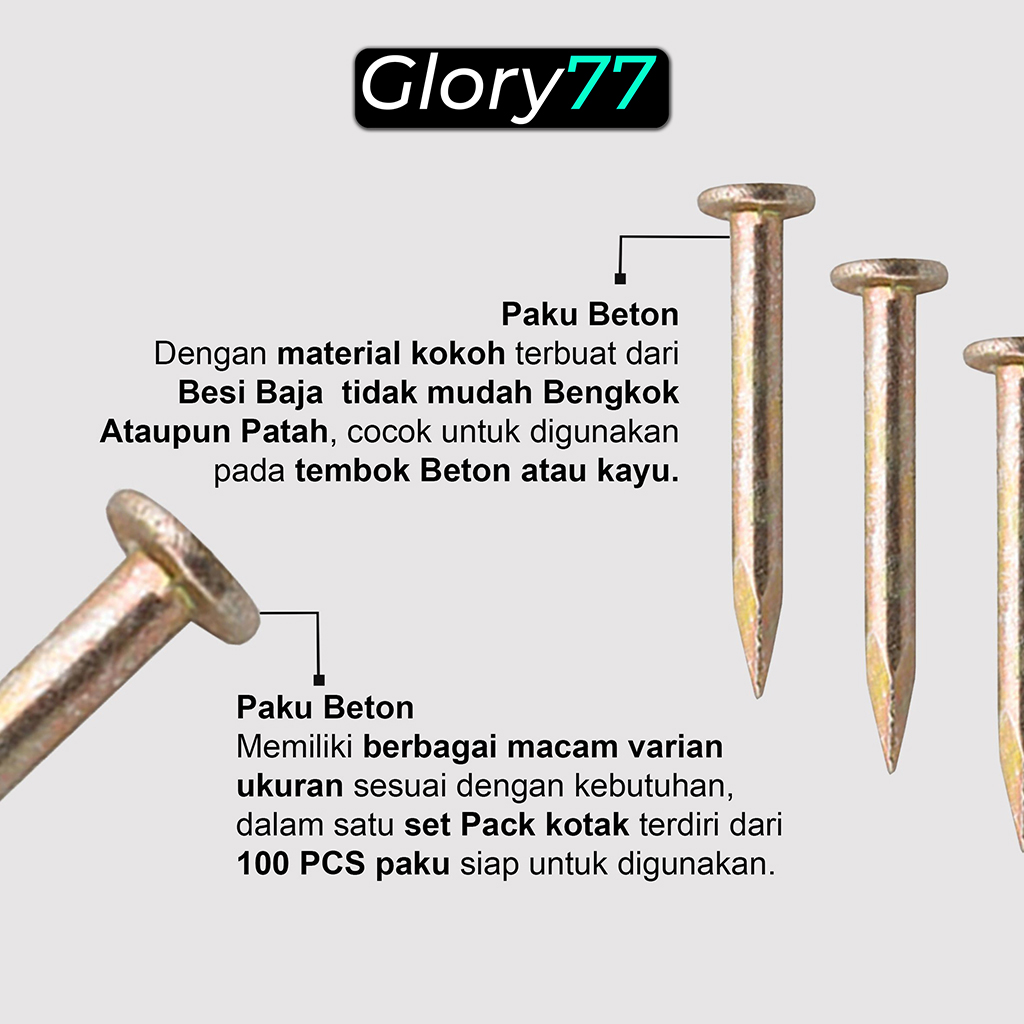 Glory77
Paku Beton
Dengan material kokoh terbuat dari
Besi Baja  tidak mudah Bengkok
Ataupun Patah, cocok untuk digunakan
pada tembok Beton atau kayu.
Paku Beton
Memiliki berbagai macam varian
ukuran sesuai dengan kebutuhan,
dalam satu set Pack kotak terdiri dari
100 PCS paku siap untuk digunakan.